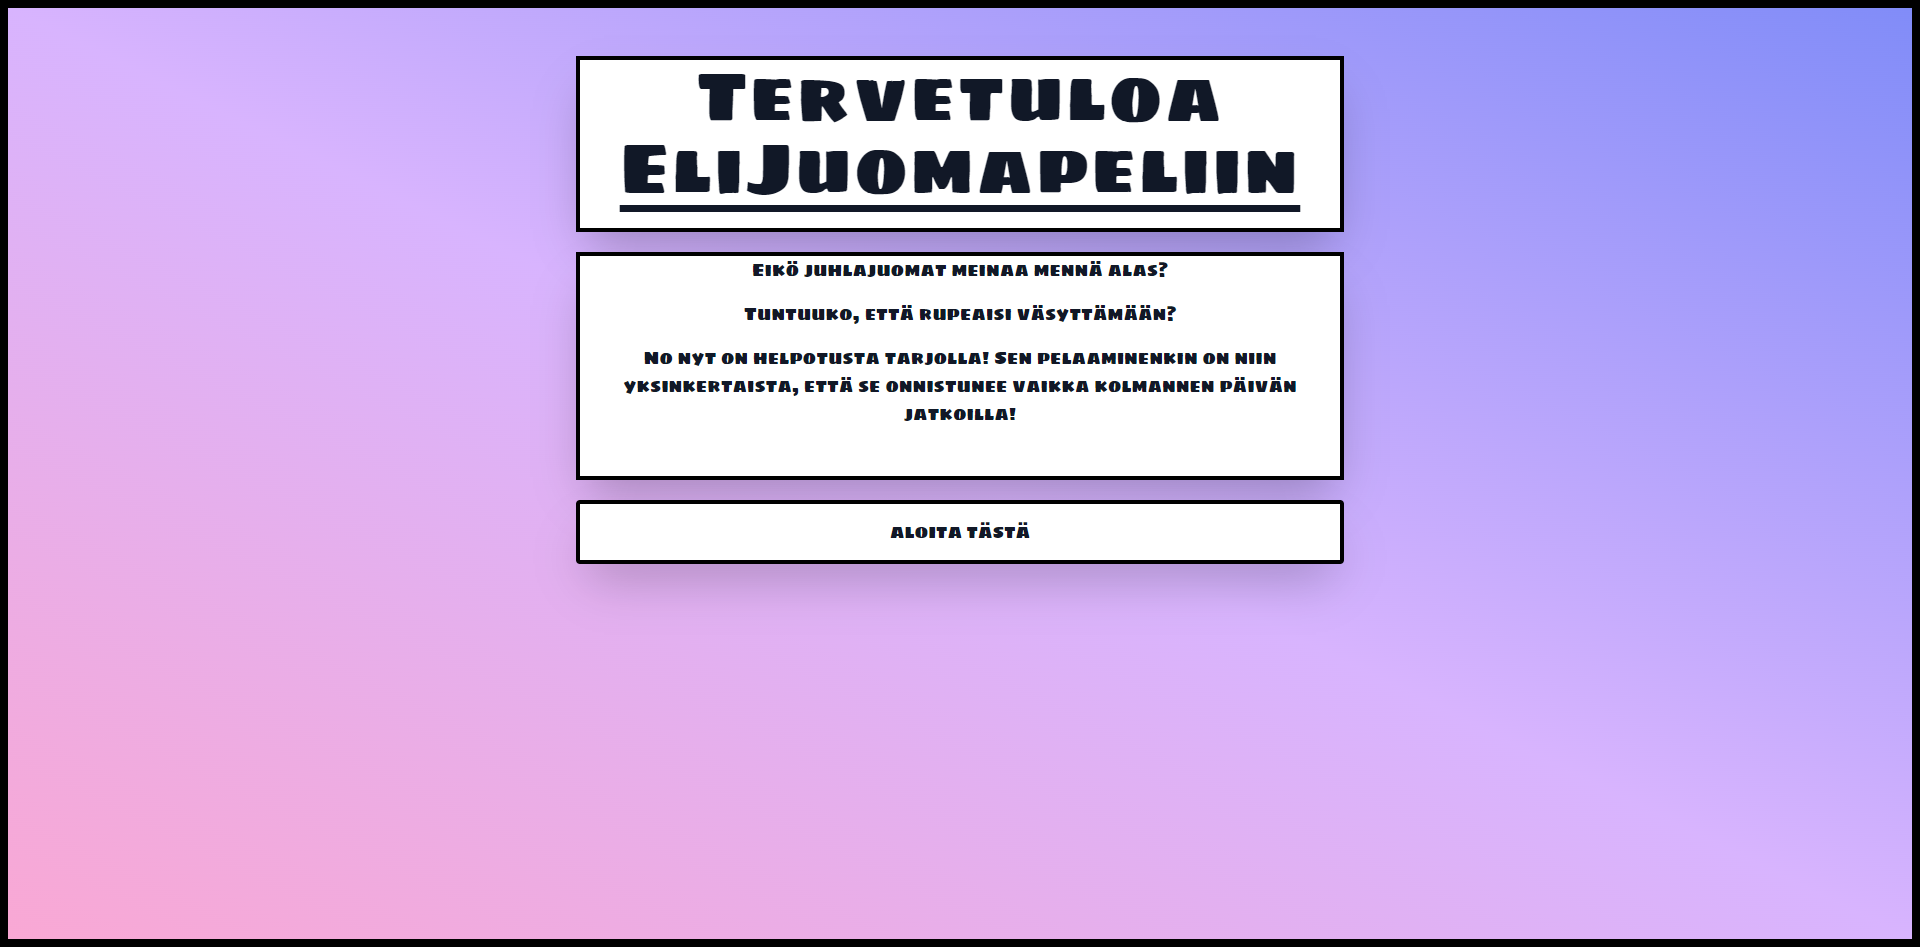 Tervetuloa
EliJuomapeliin
Eikö juhlajuomat meinaa mennä alas?
Tuntuuko, että rupeaisi väsyttämään?
No nyt on helpotusta tarjolla! Sen pelaaminenkin on niin
yksinkertaista, että se onnistunee vaikka kolmannen päivän
jatkoilla!
aloita tästä